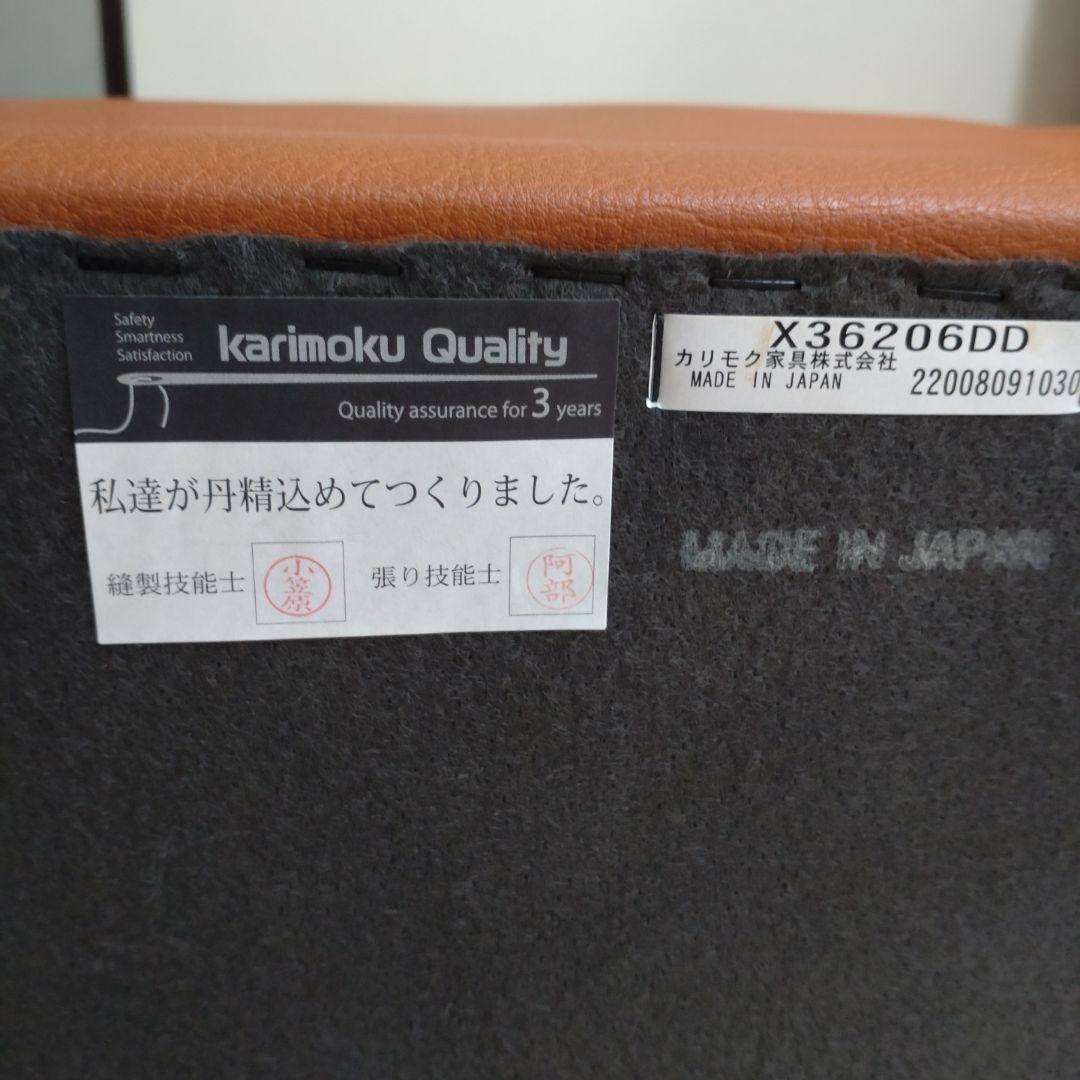 Safety
Smartness
Satisfaction
karimoku Quality
Quality assurance for 3 years
私達が丹精込めてつくりました。
縫製技能士
小笠原
張り技能士
阿部
X36206DD
カリモク家具株式会社
MADE IN JAPAN
22008091030
MADE IN JAPAN